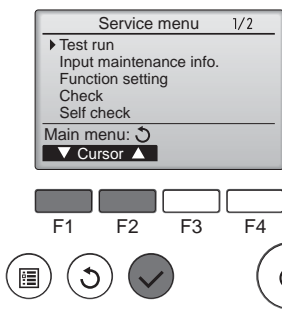 Service menu 1/2
Test run
Input maintenance info.
Function setting
Check
Self check
Main menu:
▼ Cursor ▲
F1 F2 F3 F4